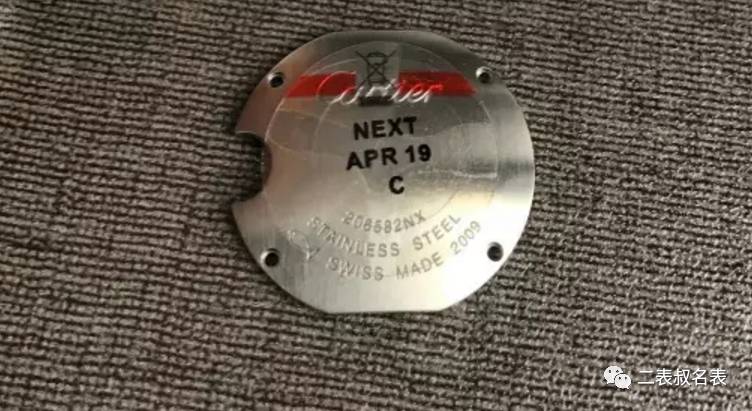 Cartier
NEXT
APR 19
C
206582NX
STAINLESS STEEL
SWISS MADE 2009
二表叔名表